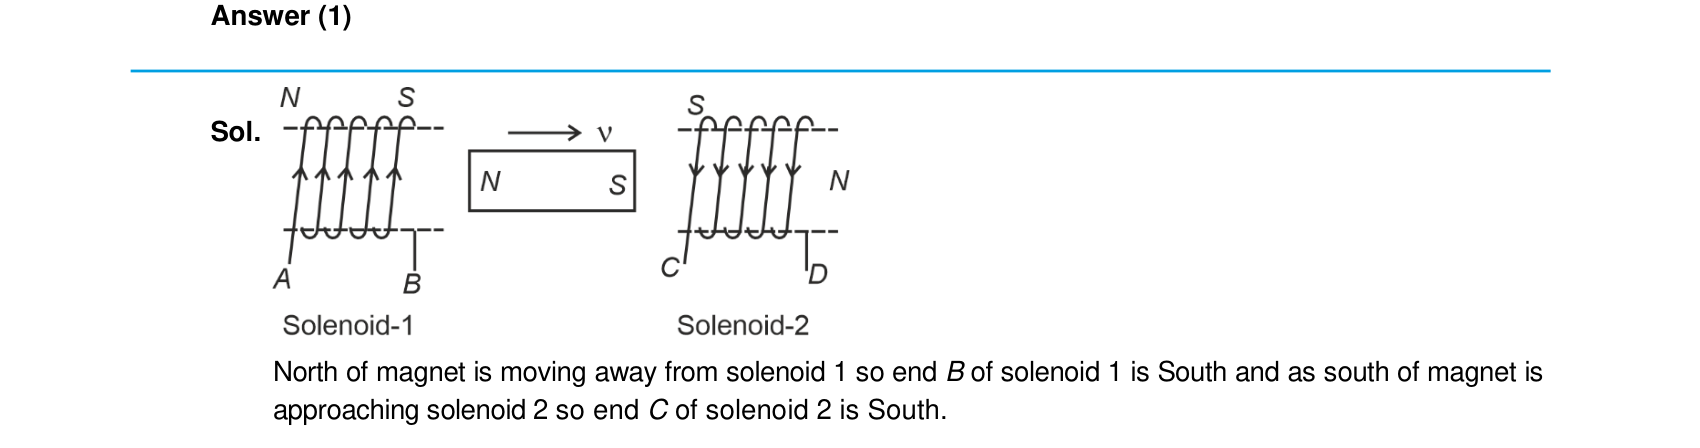 Answer (1)
N S S
Sol. v
N S N
A B C D
Solenoid-1 Solenoid-2
North of magnet is moving away from solenoid 1 so end B of solenoid 1 is South and as south of magnet is
approaching solenoid 2 so end C of solenoid 2 is South.